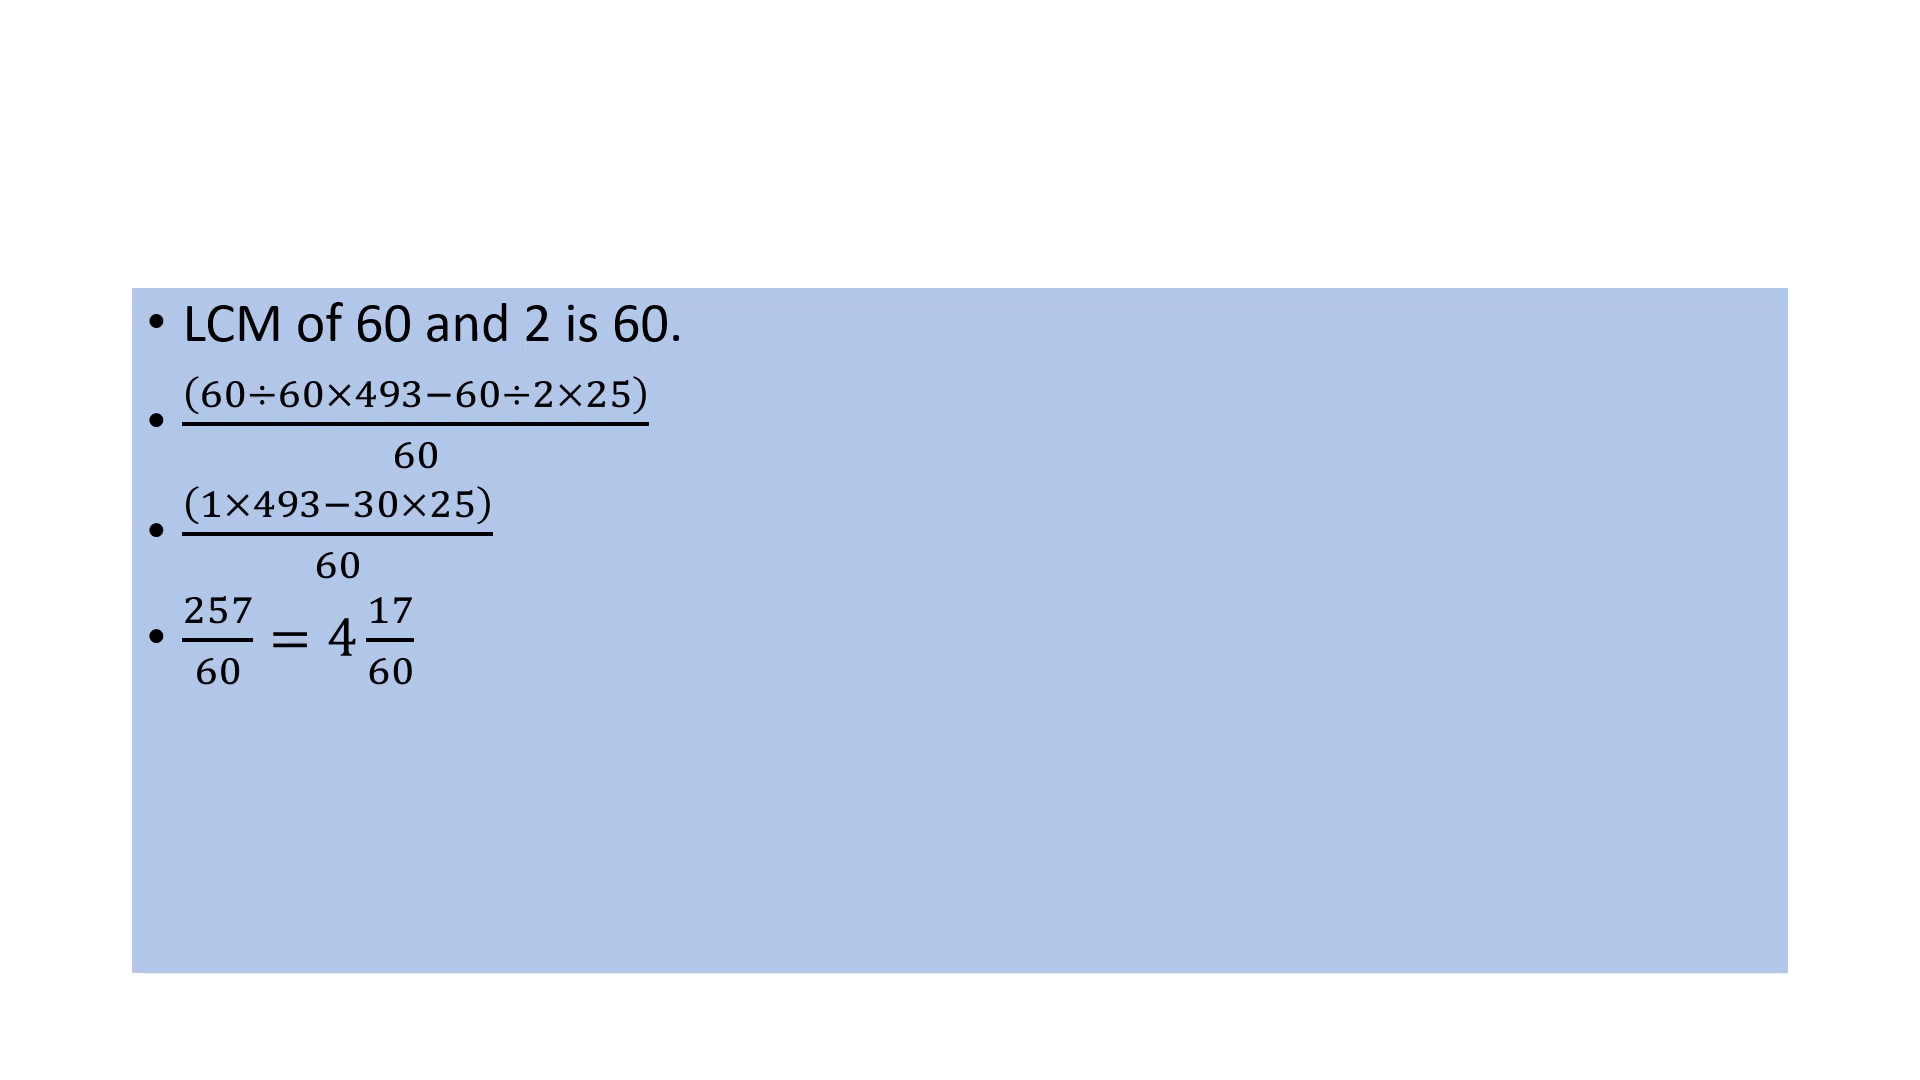 • LCM of 60 and 2 is 60.
• (60÷60×493−60÷2×25)/60
• (1×493−30×25)/60
• 257/60 = 4 17/60